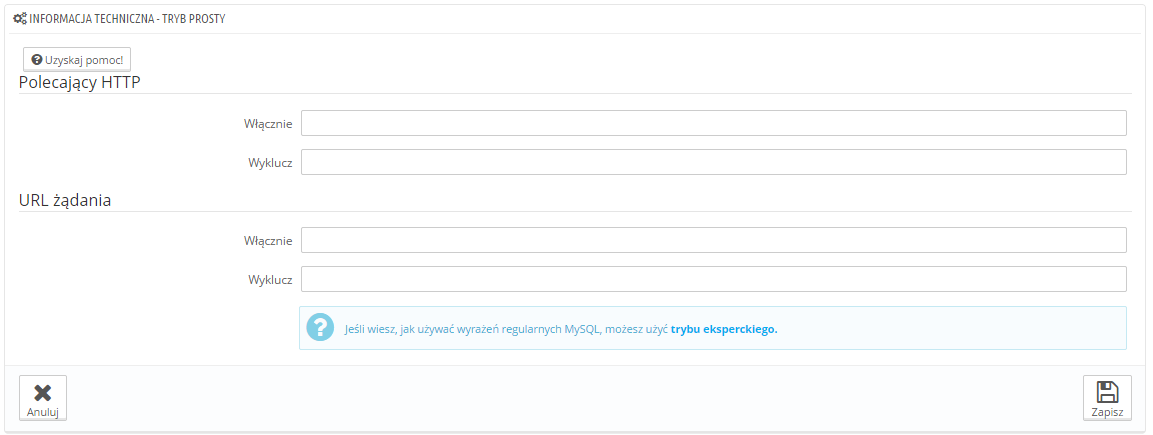 INFORMACJA TECHNICZNA - TRYB PROSTY
Uzyskaj pomoc!
Polecający HTTP
Włącznie
Wyklucz
URL żądania
Włącznie
Wyklucz
Jeśli wiesz, jak używać wyrażeń regularnych MySQL, możesz użyć trybu eksperckiego.
Anuluj
Zapisz